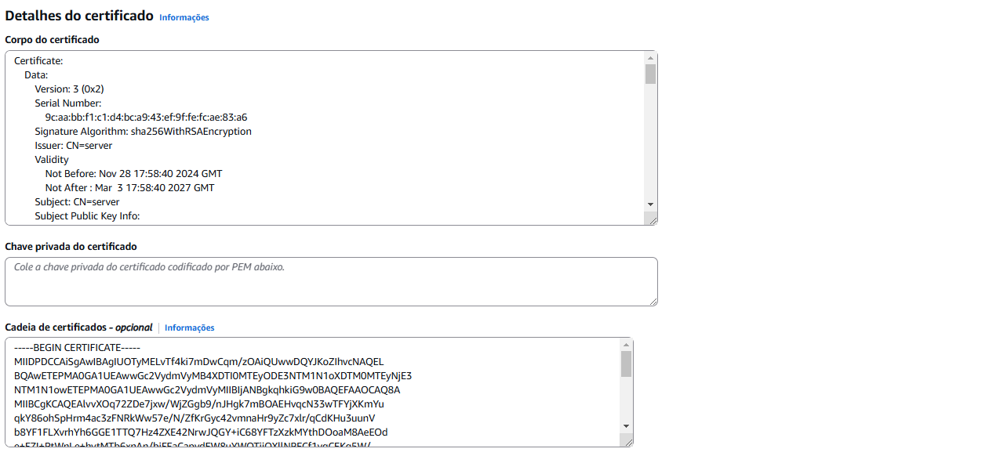 Detalhes do certificado Informações
Corpo do certificado
Certificate:
Data:
Version: 3 (0x2)
Serial Number:
9c:aa:bb:f1:c1:d4:bc:a9:43:ef:9f:fe:fc:ae:83:a6
Signature Algorithm: sha256WithRSAEncryption
Issuer: CN=server
Validity
Not Before: Nov 28 17:58:40 2024 GMT
Not After : Mar  3 17:58:40 2027 GMT
Subject: CN=server
Subject Public Key Info:
Chave privada do certificado
Cole a chave privada do certificado codificado por PEM abaixo.
Cadeia de certificados - opcional Informações
-----BEGIN CERTIFICATE-----
MIIDPDCCAiSgAwIBAgIUOTyMELvTf4ki7mDwCqm/zOAiQUwwDQYJKoZIhvcNAQEL
BQAwETEPMA0GA1UEAwwGc2VydmVyMB4XDTI0MTEyODE3NTM1N1oXDTM0MTEyNjE3
NTM1N1owETEPMA0GA1UEAwwGc2VydmVyMIIBIjANBgkqhkiG9w0BAQEFAAOCAQ8A
MIIBCgKCAQEAlvvXOq72ZDe7jxw/WjZGgb9/nJHgk7mBOAEHvqcN33wTFYjXKmYu
qkY86ohSpHrm4ac3zFNRkWw57e/N/ZfKrGyc42vmnaHr9yZc7xlr/qCdKHu3uunV
b8YF1FLXvrhYh6GGE1TTQ7Hz4ZXE42NrwJQGY+iC68YFTzXzkMYthDOoaM8AeEOd